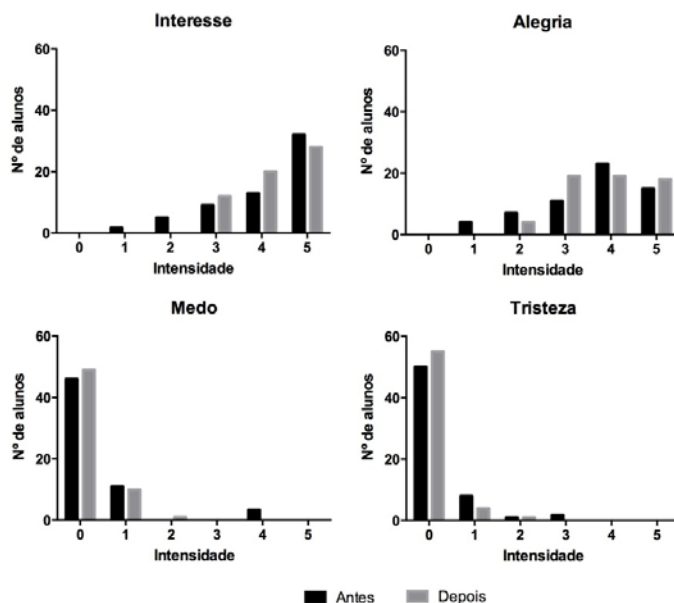 Interesse
60
40
20
0
Nº de alunos
0 1 2 3 4 5
Intensidade
Alegria
60
40
20
0
Nº de alunos
0 1 2 3 4 5
Intensidade
Medo
60
40
20
0
Nº de alunos
0 1 2 3 4 5
Intensidade
Tristeza
60
40
20
0
Nº de alunos
0 1 2 3 4 5
Intensidade
Antes Depois